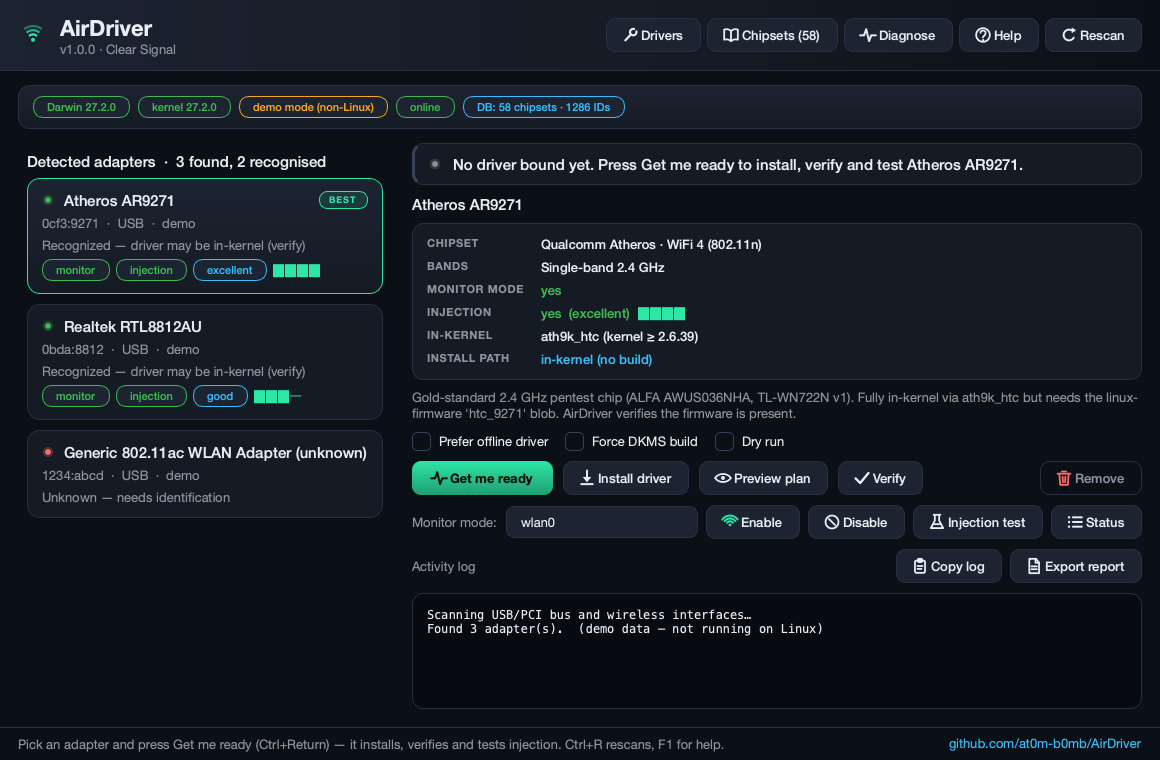 AirDriver
v1.0.0 · Clear Signal
Drivers
Chipsets (58)
Diagnose
Help
Rescan
Darwin 27.2.0
kernel 27.2.0
demo mode (non-Linux)
online
DB: 58 chipsets · 1286 IDs
Detected adapters · 3 found, 2 recognised
Atheros AR9271
BEST
0cf3:9271 · USB · demo
Recognized — driver may be in-kernel (verify)
monitor
injection
excellent
Realtek RTL8812AU
0bda:8812 · USB · demo
Recognized — driver may be in-kernel (verify)
monitor
injection
good
Generic 802.11ac WLAN Adapter (unknown)
1234:abcd · USB · demo
Unknown — needs identification
No driver bound yet. Press Get me ready to install, verify and test Atheros AR9271.
Atheros AR9271
CHIPSET Qualcomm Atheros · WiFi 4 (802.11n)
BANDS Single-band 2.4 GHz
MONITOR MODE yes
INJECTION yes (excellent)
IN-KERNEL ath9k_htc (kernel ≥ 2.6.39)
INSTALL PATH in-kernel (no build)
Gold-standard 2.4 GHz pentest chip (ALFA AWUS036NHA, TL-WN722N v1). Fully in-kernel via ath9k_htc but needs the linux-
firmware 'htc_9271' blob. AirDriver verifies the firmware is present.
Prefer offline driver
Force DKMS build
Dry run
Get me ready
Install driver
Preview plan
Verify
Remove
Monitor mode:
wlan0
Enable
Disable
Injection test
Status
Activity log
Copy log
Export report
Scanning USB/PCI bus and wireless interfaces…
Found 3 adapter(s). (demo data — not running on Linux)
Pick an adapter and press Get me ready (Ctrl+Return) — it installs, verifies and tests injection. Ctrl+R rescans, F1 for help.
github.com/at0m-b0mb/AirDriver